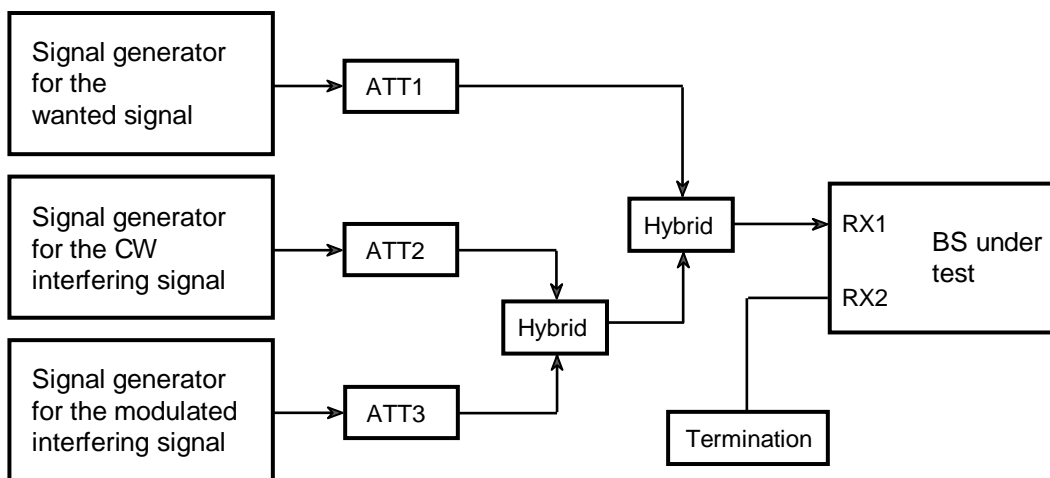 Signal generator
for the
wanted signal
ATT1
Signal generator
for the CW
interfering signal
ATT2
Hybrid
Hybrid
Signal generator
for the modulated
interfering signal
ATT3
RX1
RX2
BS under
test
Termination